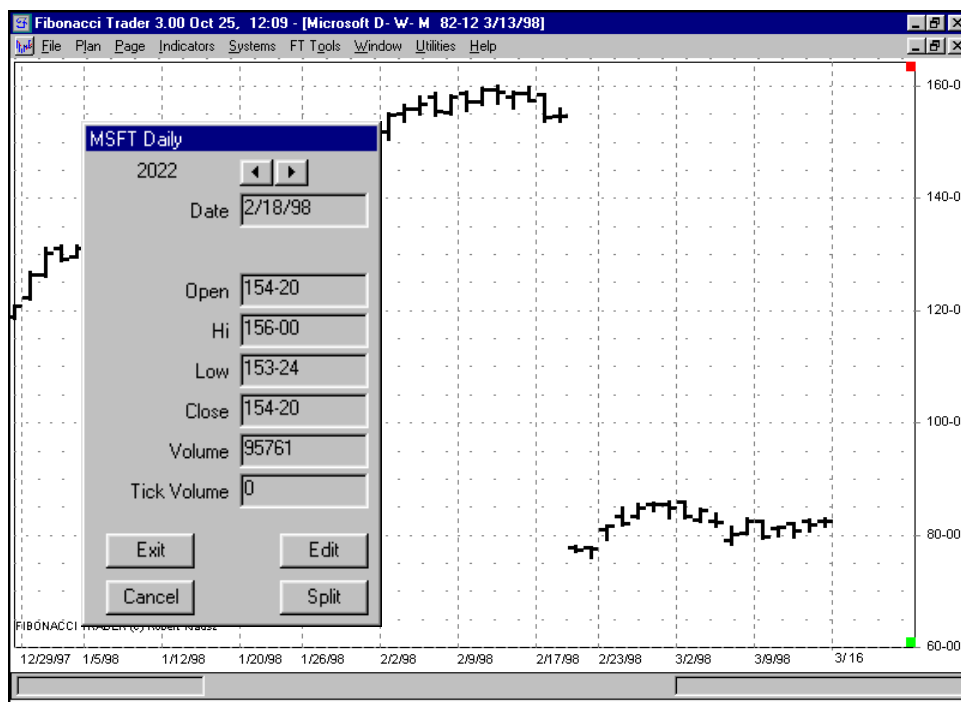 Fibonacci Trader 3.00 Oct 25, 12:09 - [Microsoft D- W- M 82-12 3/13/98]
File Plan Page Indicators Systems FT Tools Window Utilities Help
160-0
MSFT Daily
2022
Date 2/18/98
140-0
Open 154-20
120-0
Hi 156-00
Low 153-24
Close 154-20
100-0
Volume 95761
Tick Volume 0
Exit Edit
80-00
Cancel Split
FIBONACCI
60-00
12/29/97 1/5/98 1/12/98 1/20/98 1/26/98 2/2/98 2/9/98 2/17/98 2/23/98 3/2/98 3/9/98 3/16